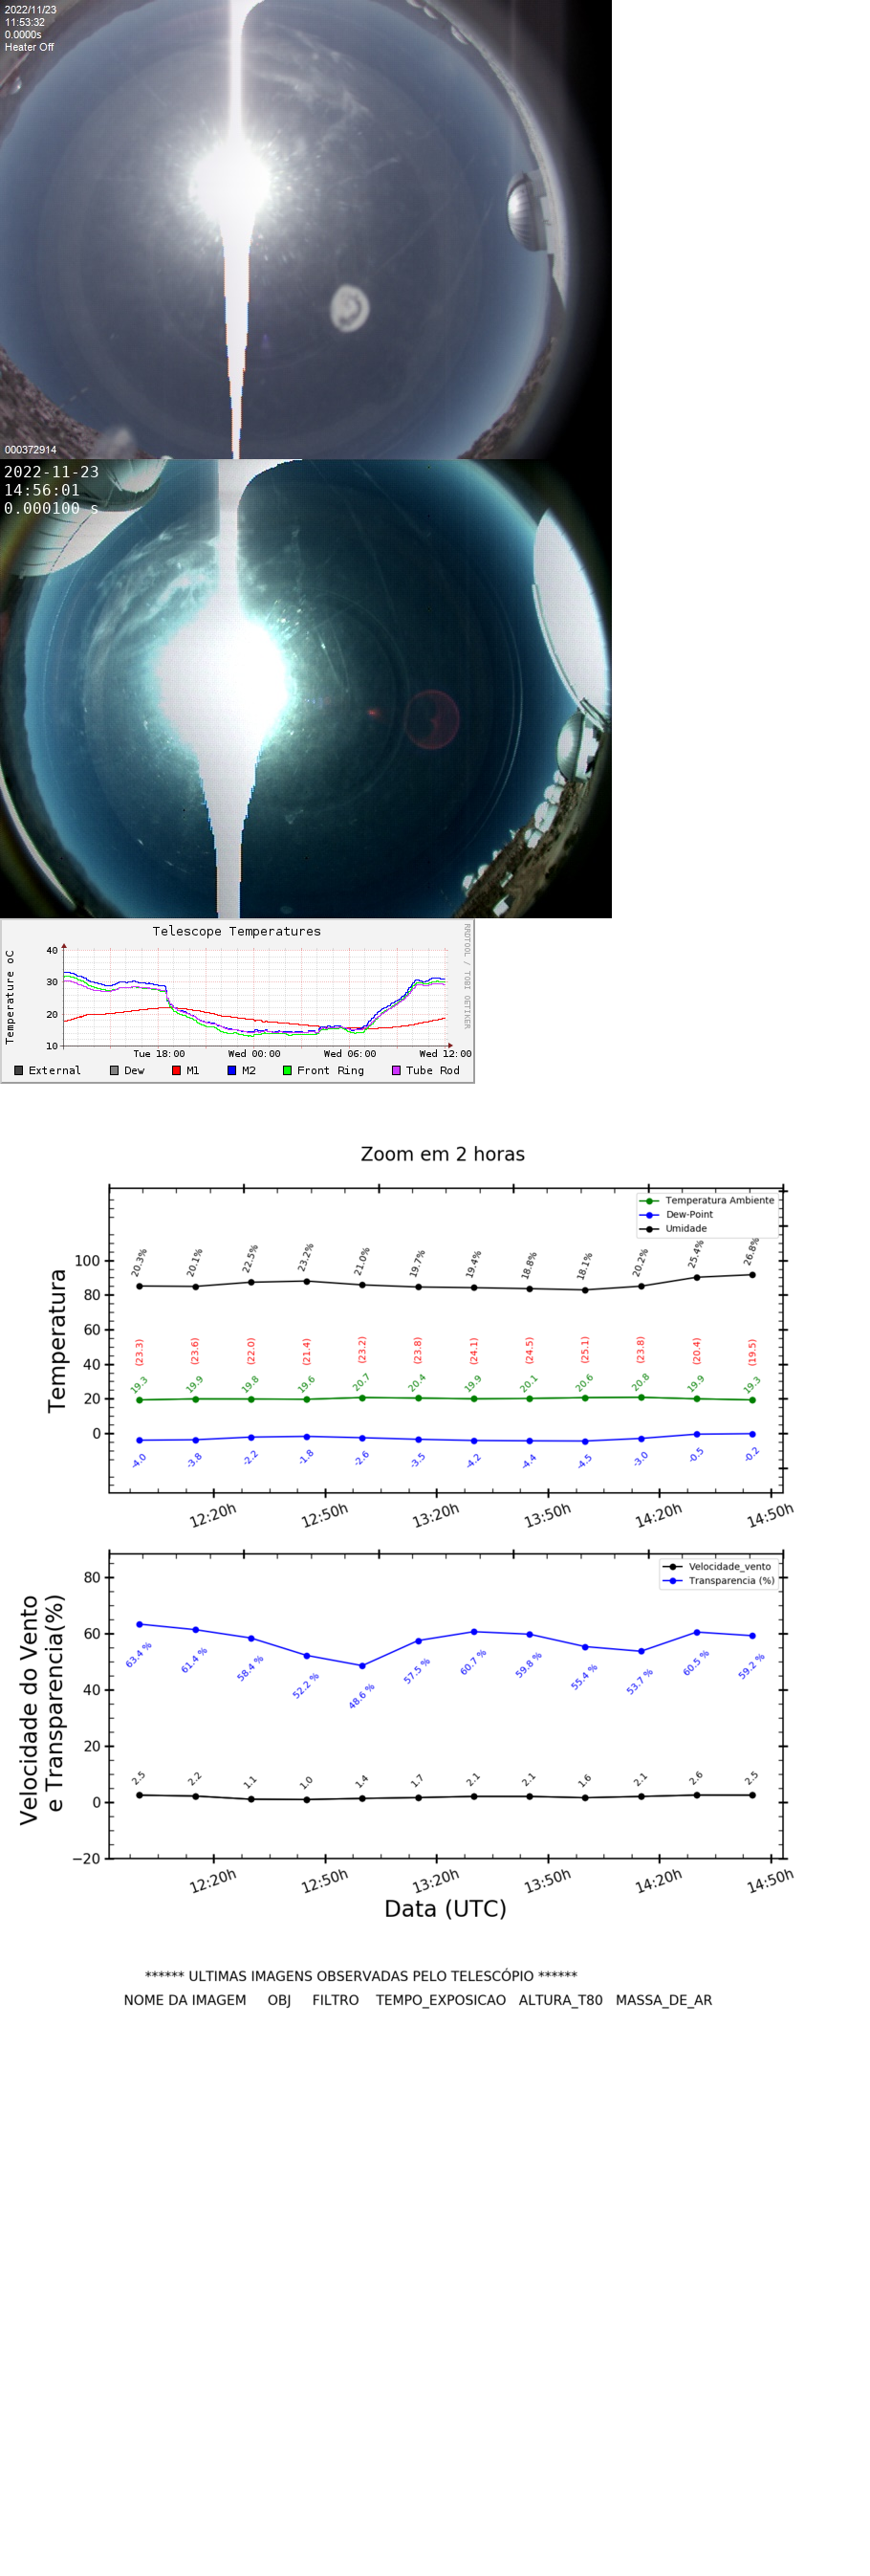 2022/11/23
11:53:32
0.0000s
Heater Off
000372914
2022-11-23
14:56:01
0.000100 s
Telescope Temperatures
RRDTOOL / TOBI OETIKER
Temperature oC
40
30
20
10
Tue 18:00 Wed 00:00 Wed 06:00 Wed 12:00
External Dew M1 M2 Front Ring Tube Rod
Zoom em 2 horas
Temperatura Ambiente
Dew-Point
Umidade
Temperatura
100
80
60
40
20
0
20.3% 20.1% 22.5% 23.2% 21.0% 19.7% 19.4% 18.8% 18.1% 20.2% 25.4% 26.8%
(23.3) (23.6) (22.0) (21.4) (23.2) (23.8) (24.1) (24.5) (25.1) (23.8) (20.4) (19.5)
19.3 19.9 19.8 19.6 20.7 20.4 19.9 20.1 20.6 20.8 19.9 19.3
-4.0 -3.8 -2.2 -1.8 -2.6 -3.5 -4.2 -4.4 -4.5 -3.0 -0.5 -0.2
12:20h 12:50h 13:20h 13:50h 14:20h 14:50h
Velocidade_vento
Transparencia (%)
Velocidade do Vento
e Transparencia(%)
80
60
40
20
0
−20
63.4 % 61.4 % 58.4 % 52.2 % 48.6 % 57.5 % 60.7 % 59.8 % 55.4 % 53.7 % 60.5 % 59.2 %
2.5 2.2 1.1 1.0 1.4 1.7 2.1 2.1 1.6 2.1 2.6 2.5
12:20h 12:50h 13:20h 13:50h 14:20h 14:50h
Data (UTC)
****** ULTIMAS IMAGENS OBSERVADAS PELO TELESCÓPIO ******
NOME DA IMAGEM OBJ FILTRO TEMPO_EXPOSICAO ALTURA_T80 MASSA_DE_AR